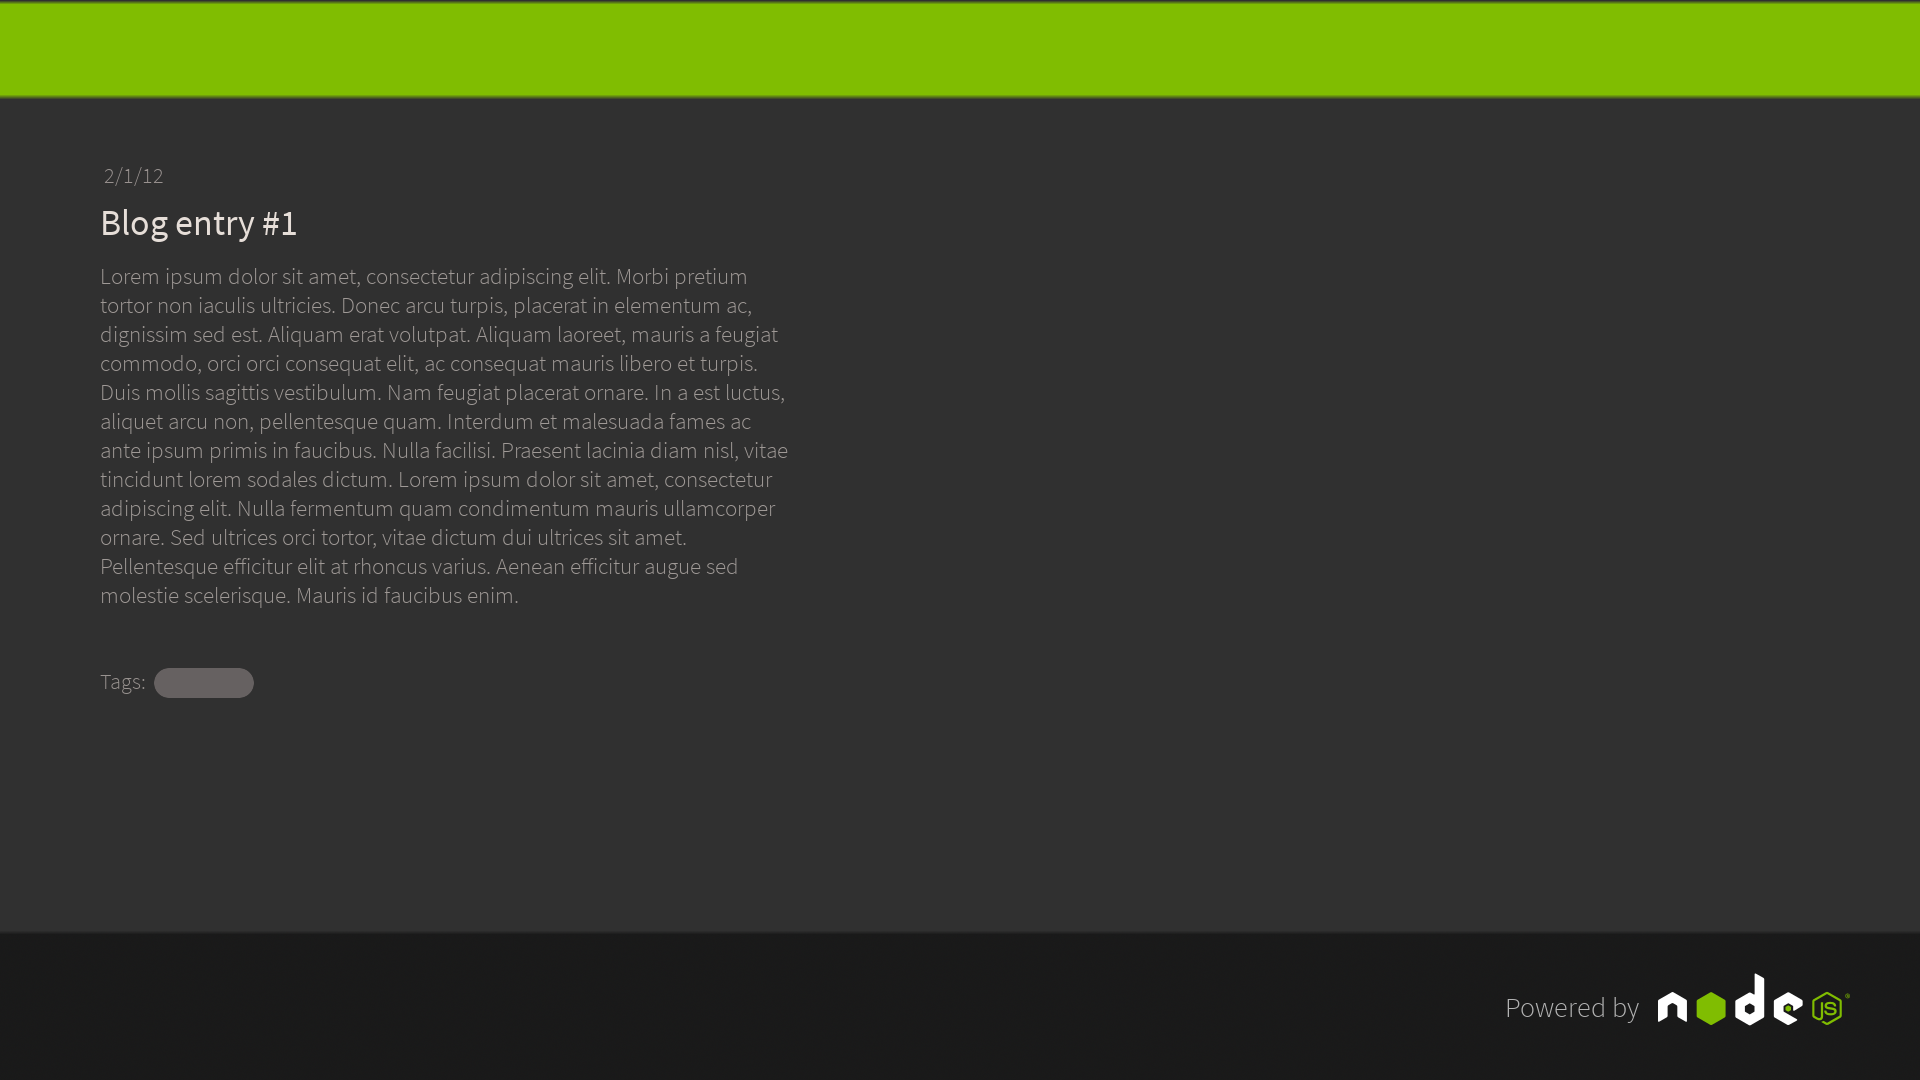 2/1/12
Blog entry #1
Lorem ipsum dolor sit amet, consectetur adipiscing elit. Morbi pretium
tortor non iaculis ultricies. Donec arcu turpis, placerat in elementum ac,
dignissim sed est. Aliquam erat volutpat. Aliquam laoreet, mauris a feugiat
commodo, orci orci consequat elit, ac consequat mauris libero et turpis.
Duis mollis sagittis vestibulum. Nam feugiat placerat ornare. In a est luctus,
aliquet arcu non, pellentesque quam. Interdum et malesuada fames ac
ante ipsum primis in faucibus. Nulla facilisi. Praesent lacinia diam nisl, vitae
tincidunt lorem sodales dictum. Lorem ipsum dolor sit amet, consectetur
adipiscing elit. Nulla fermentum quam condimentum mauris ullamcorper
ornare. Sed ultrices orci tortor, vitae dictum dui ultrices sit amet.
Pellentesque efficitur elit at rhoncus varius. Aenean efficitur augue sed
molestie scelerisque. Mauris id faucibus enim.
Tags:
Powered by node JS®